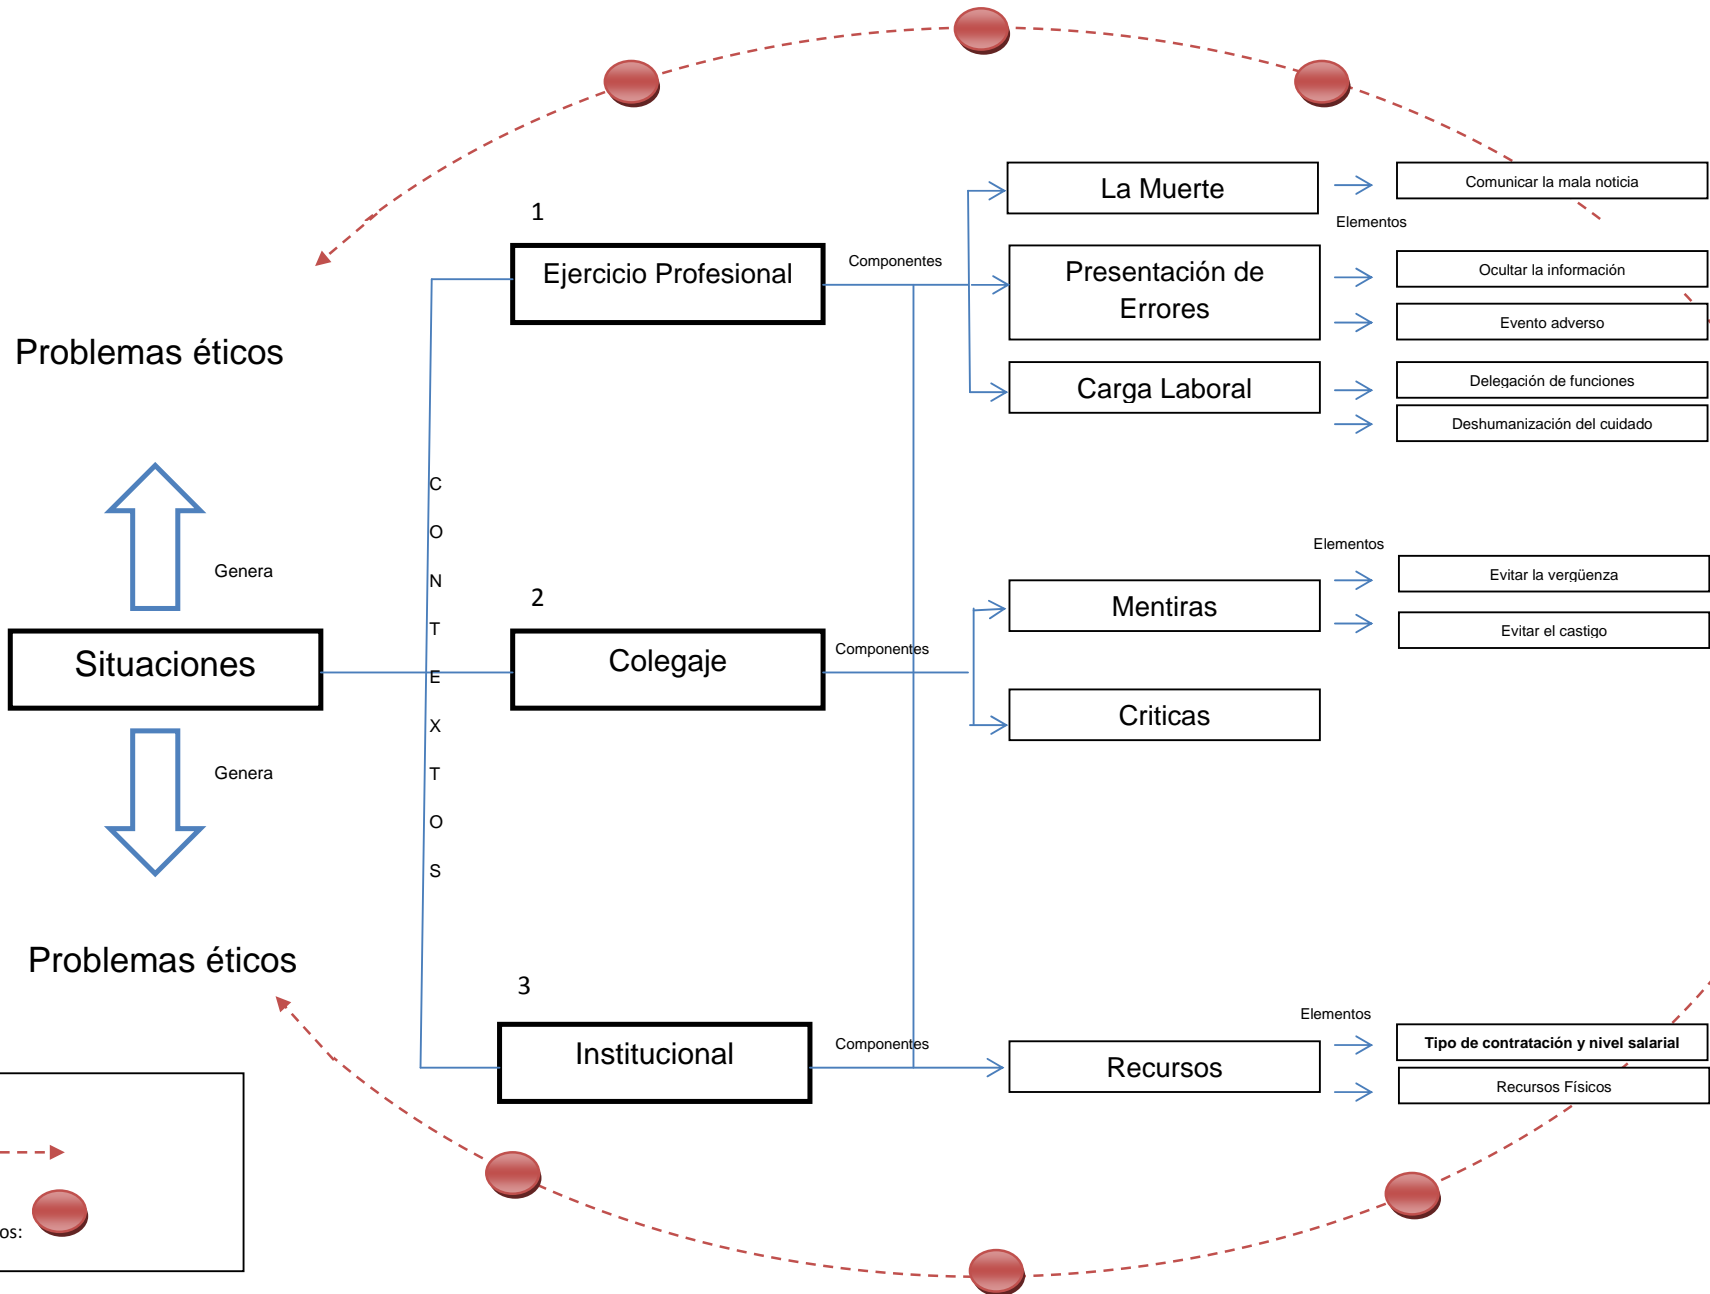 La Muerte
Comunicar la mala noticia
1
Elementos
Ejercicio Profesional
Componentes
Presentación de
Errores
Ocultar la información
Evento adverso
Problemas éticos
Carga Laboral
Delegación de funciones
Deshumanización del cuidado
C
O
N
T
E
X
T
O
S
Genera
Elementos
2
Mentiras
Evitar la vergüenza
Evitar el castigo
Situaciones
Colegaje
Componentes
Criticas
Genera
Problemas éticos
3
Elementos
Institucional
Componentes
Recursos
Tipo de contratación y nivel salarial
Recursos Físicos
os: